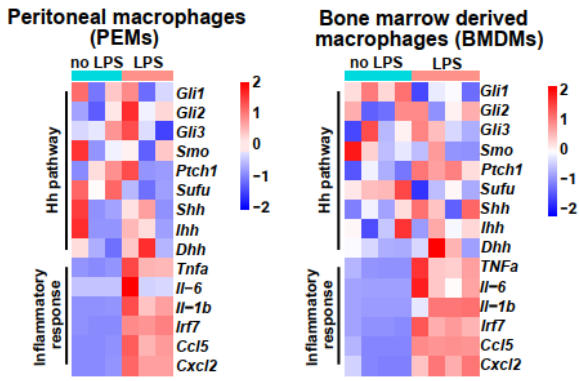 Peritoneal macrophages
(PEMs)
no LPS LPS
Hh pathway
Gli1
Gli2
Gli3
Smo
Ptch1
Sufu
Shh
Ihh
Dhh
Inflammatory
response
Tnfa
Il-6
Il-1b
Irf7
Ccl5
Cxcl2
2
1
0
−1
−2
Bone marrow derived
macrophages (BMDMs)
no LPS LPS
Hh pathway
Gli1
Gli2
Gli3
Smo
Ptch1
Sufu
Shh
Ihh
Dhh
Inflammatory
response
TNFa
Il-6
Il-1b
Irf7
Ccl5
Cxcl2
2
1
0
−1
−2